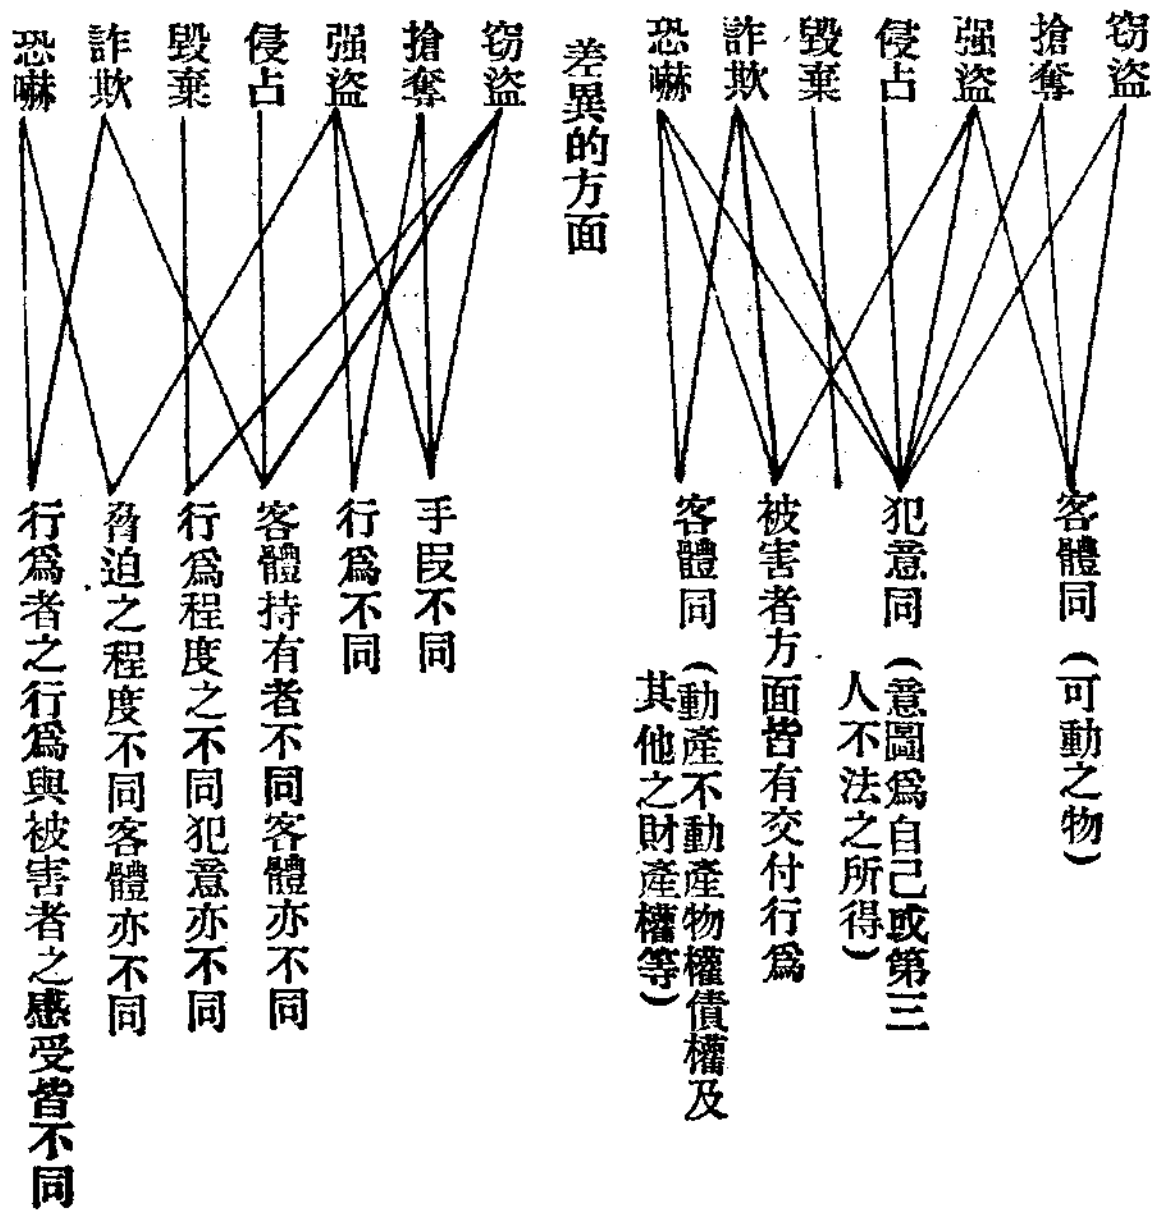 窃盜
搶奪
强盜
侵占
毀棄
詐欺
恐嚇
客體同（可動之物）
犯意同（意圖爲自己或第三
人不法之所得）
被害者方面皆有交付行爲
客體同（動產不動產物權債權及
其他之財產權等）
差異的方面
窃盜
搶奪
强盜
侵占
毀棄
詐欺
恐嚇
手段不同
行爲不同
客體持有者不同客體亦不同
行爲程度之不同犯意亦不同
脅迫之程度不同客體亦不同
行爲者之行爲與被害者之感受皆不同